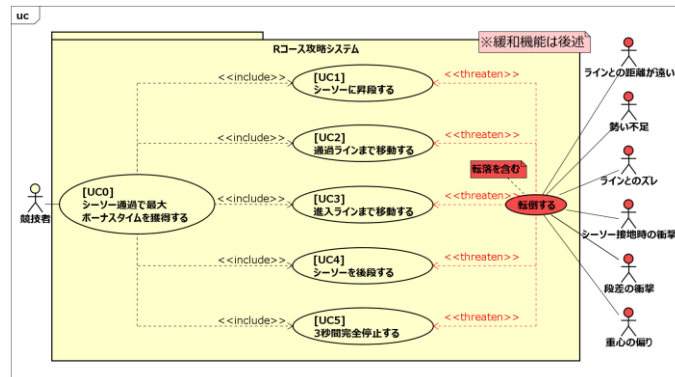 uc
※緩和機能は後述
Rコース攻略システム
<<include>>
[UC1]
シーソーに昇段する
<<threaten>>
ラインとの距離が遠い
<<include>>
[UC2]
通過ラインまで移動する
<<threaten>>
勢い不足
転落を含む
ラインとのズレ
[UC0]
シーソー通過で最大
ボーナスタイムを獲得する
競技者
<<include>>
[UC3]
進入ラインまで移動する
<<threaten>>
転倒する
シーソー接地時の衝撃
<<include>>
[UC4]
シーソーを後段する
<<threaten>>
段差の衝撃
<<include>>
[UC5]
3秒間完全停止する
<<threaten>>
重心の偏り